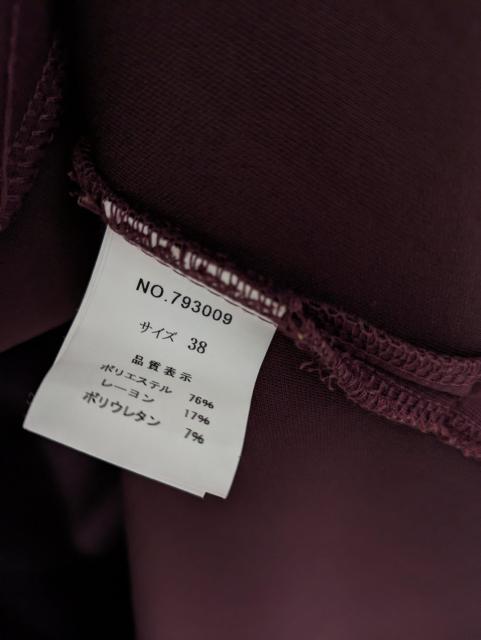 NO.793009
サイズ 38
品質表示
ポリエステル 76%
レーヨン 17%
ポリウレタン 7%